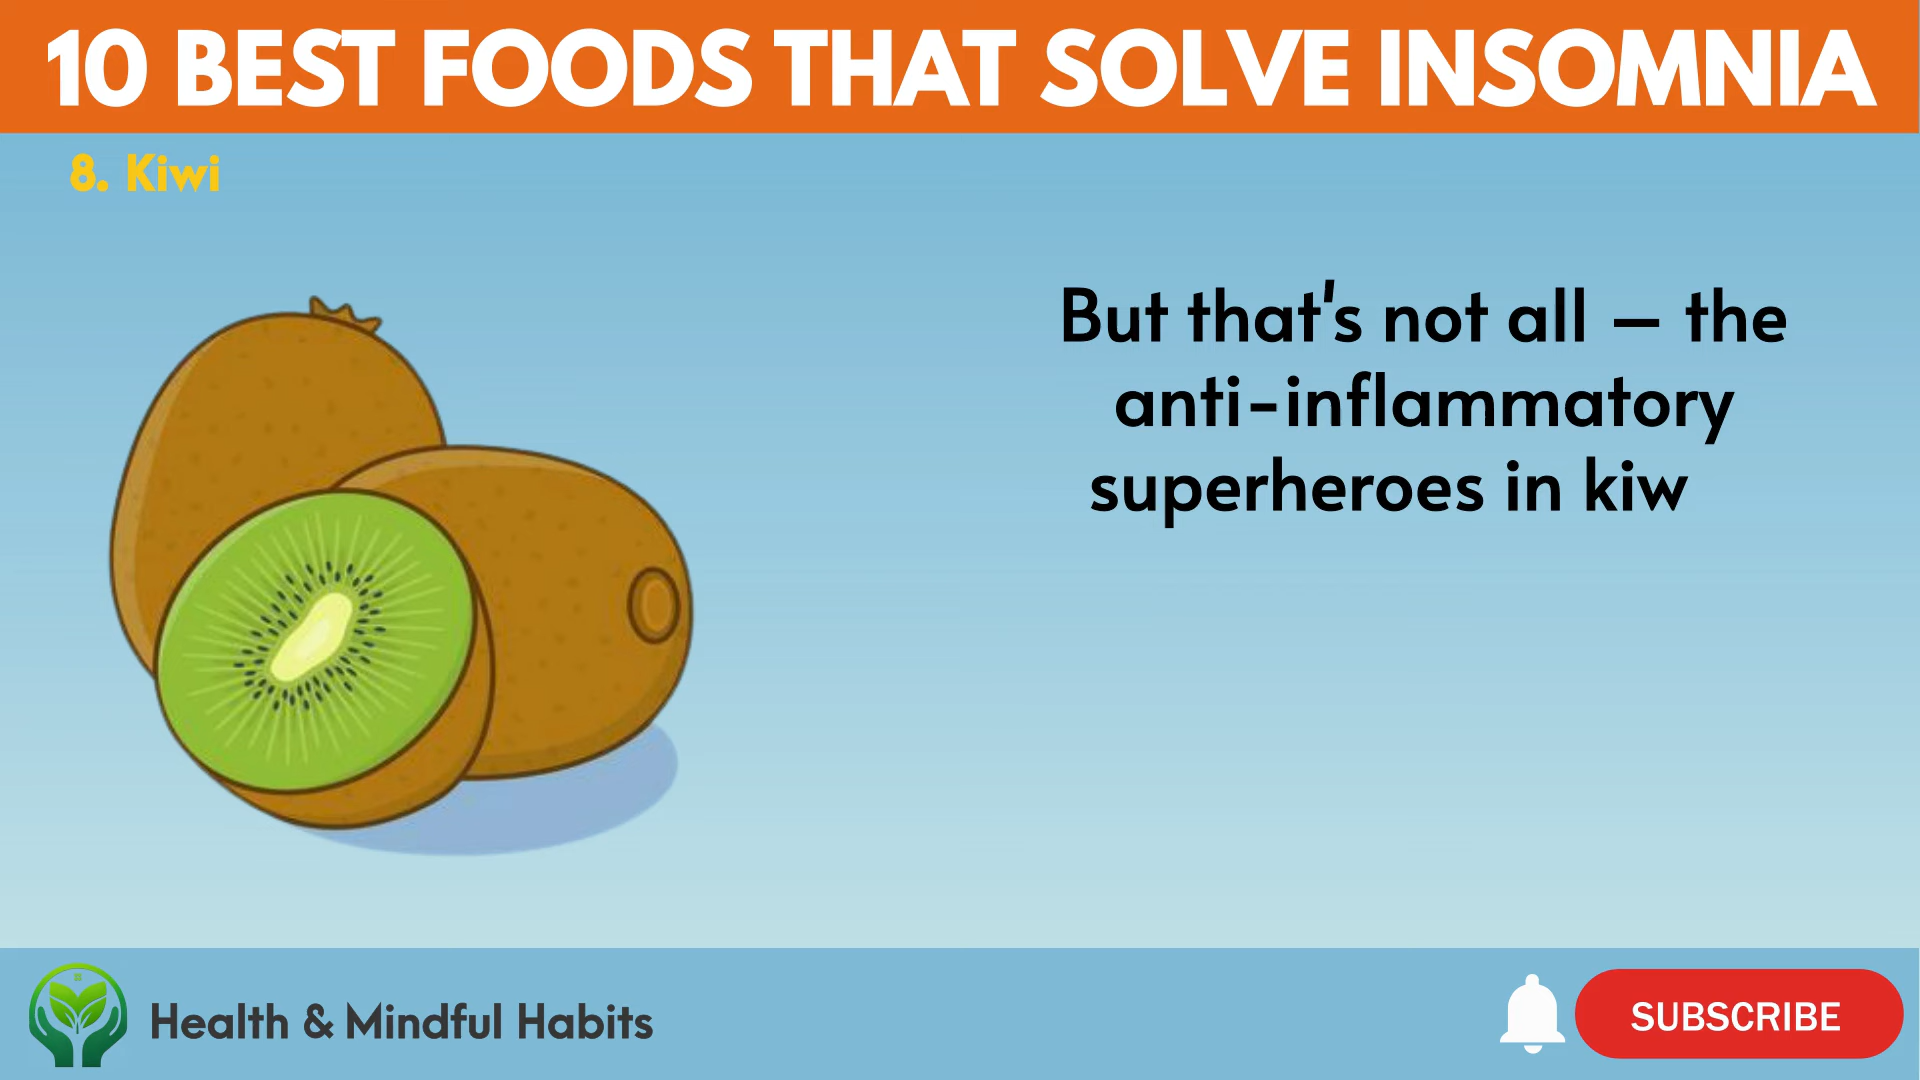 10 BEST FOODS THAT SOLVE INSOMNIA
8. Kiwi
But that's not all – the
anti-inflammatory
superheroes in kiw
Health & Mindful Habits
SUBSCRIBE